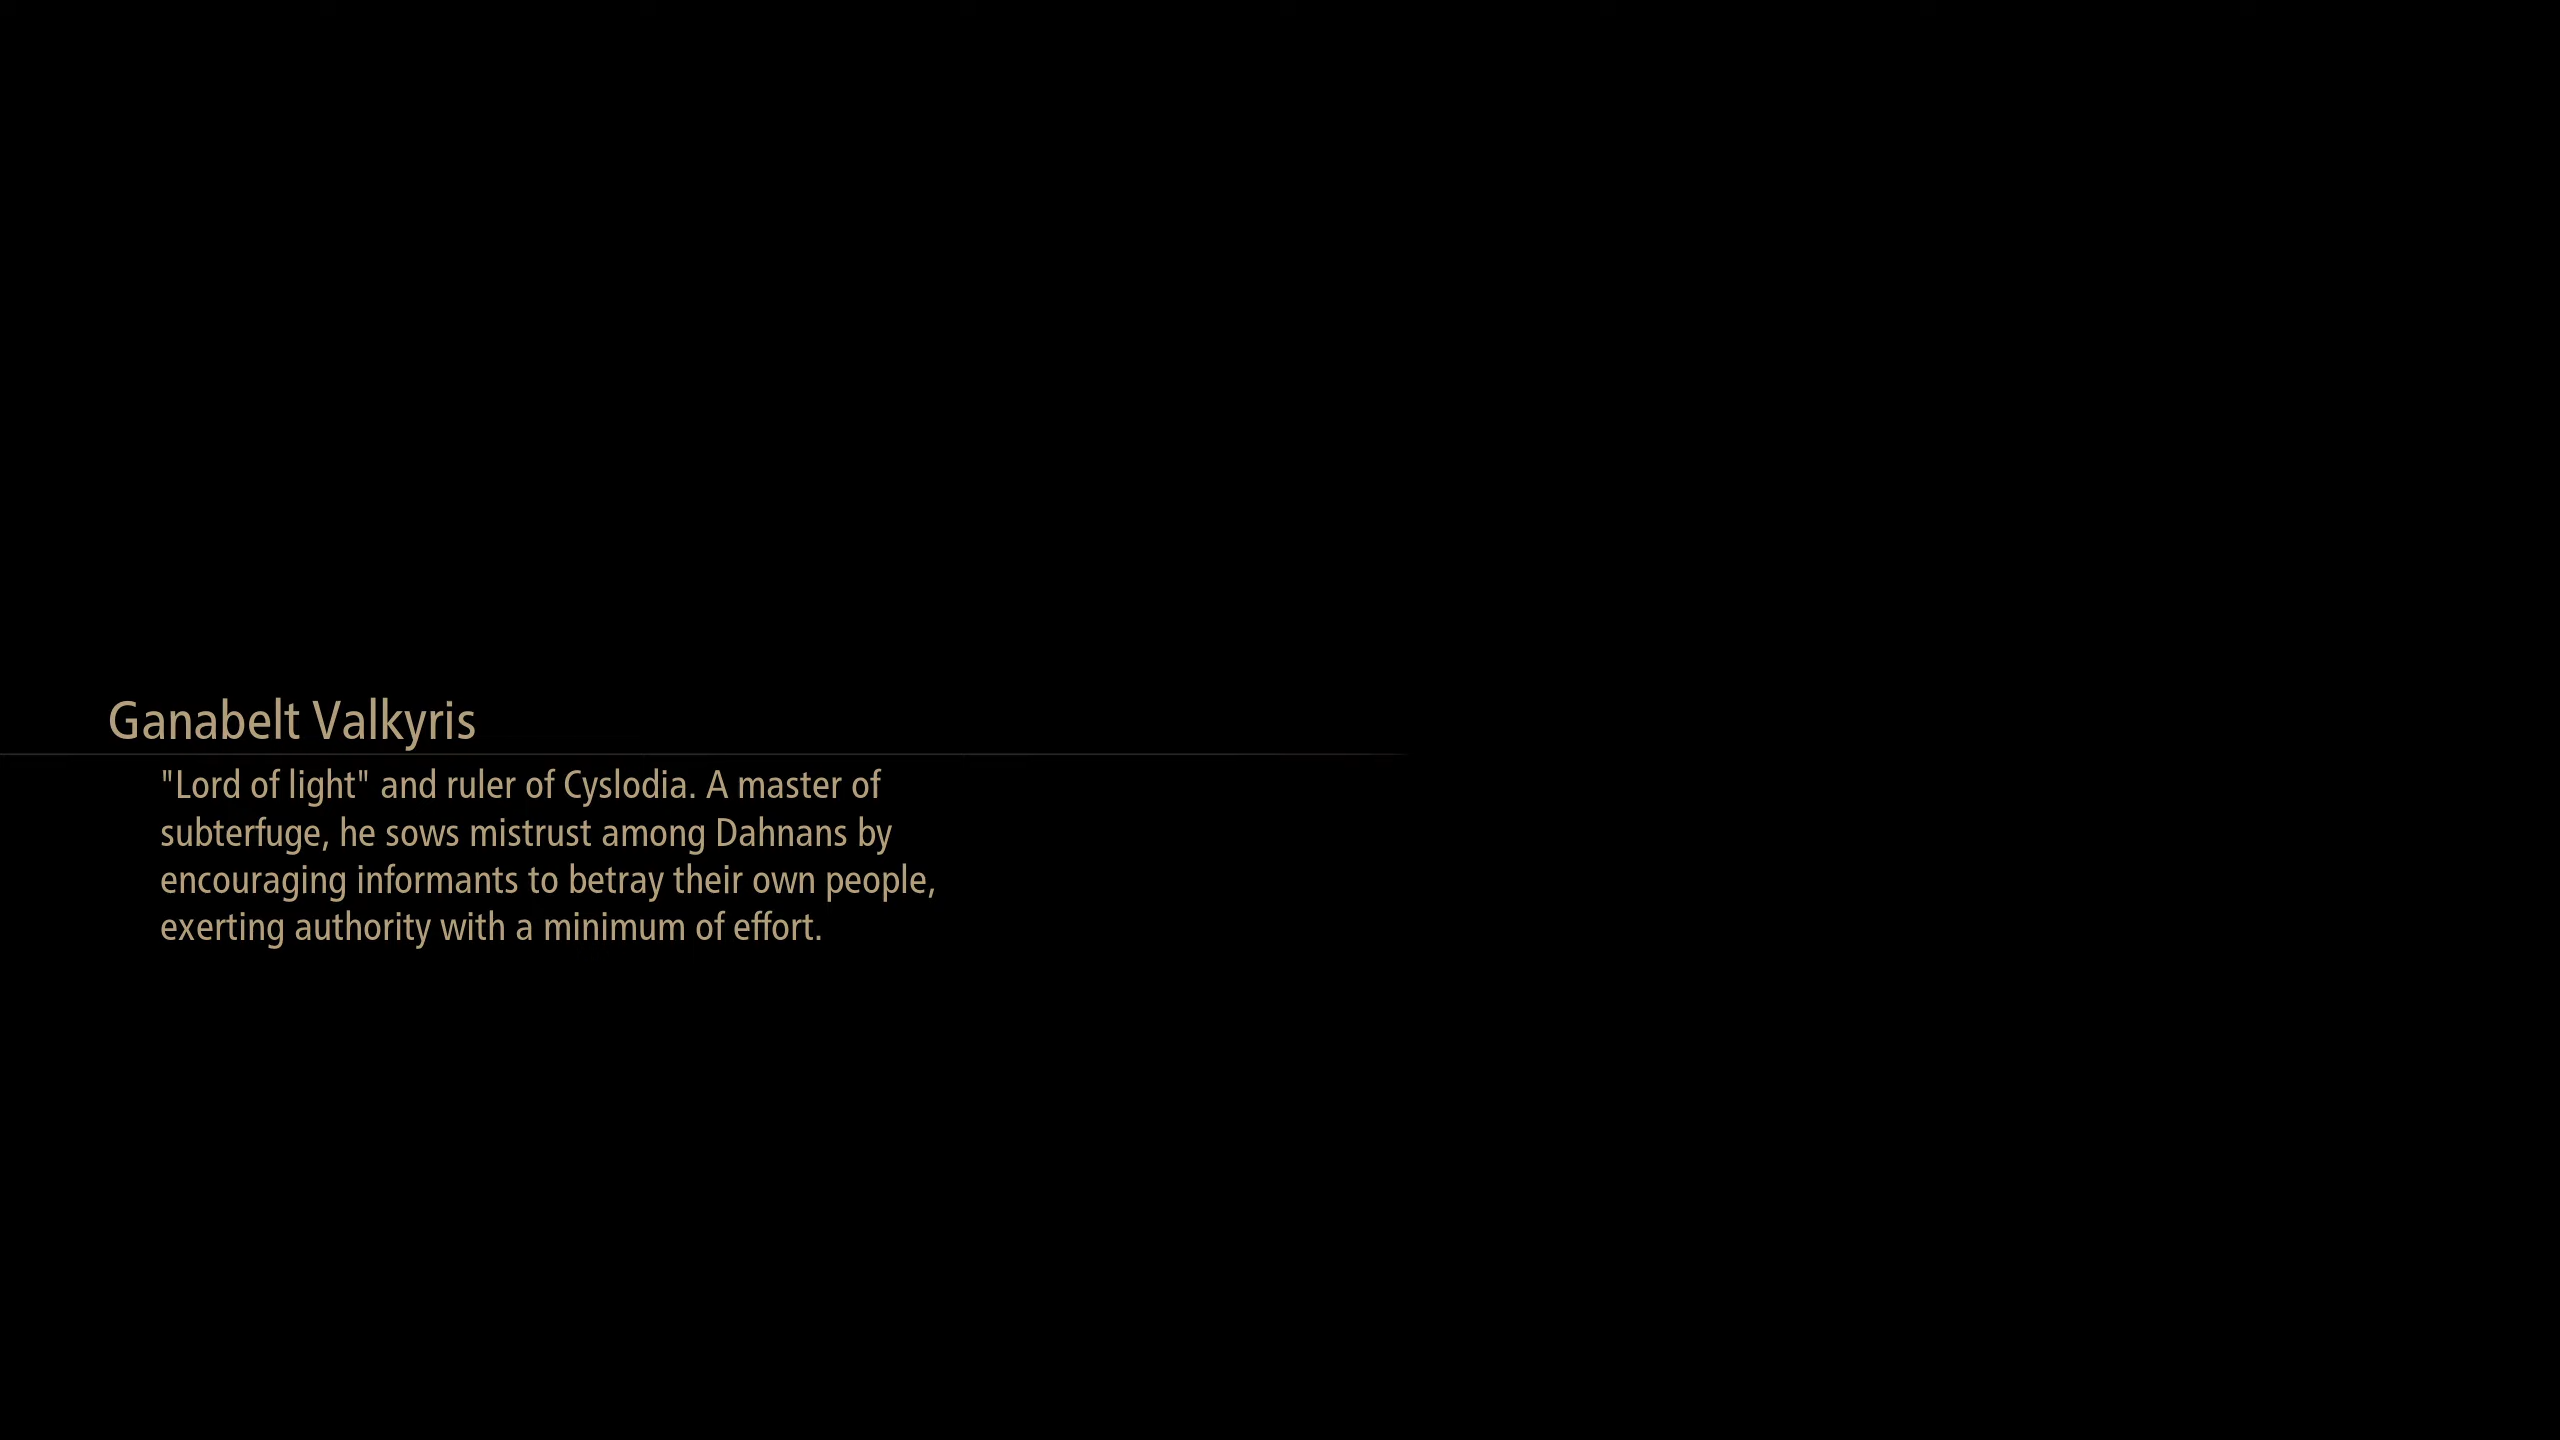 Ganabelt Valkyris
"Lord of light" and ruler of Cyslodia. A master of
subterfuge, he sows mistrust among Dahnans by
encouraging informants to betray their own people,
exerting authority with a minimum of effort.